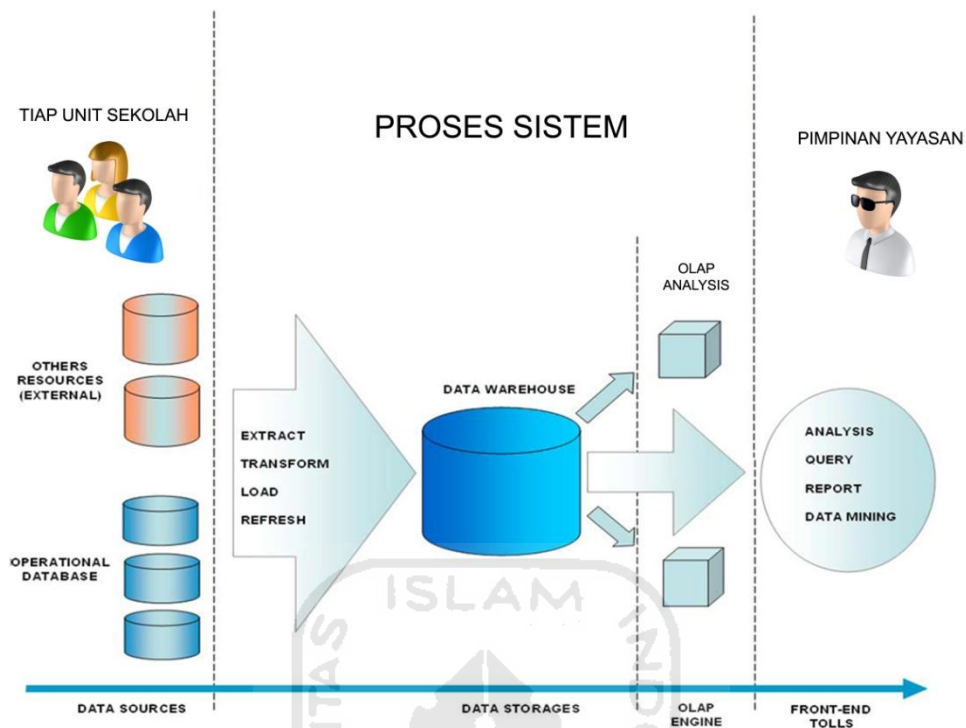 TIAP UNIT SEKOLAH
PROSES SISTEM
PIMPINAN YAYASAN
OLAP
ANALYSIS
OTHERS
RESOURCES
(EXTERNAL)
DATA WAREHOUSE
EXTRACT
TRANSFORM
LOAD
REFRESH
ANALYSIS
QUERY
REPORT
DATA MINING
OPERATIONAL
DATABASE
ISLAM
DATA SOURCES
DATA STORAGES
OLAP
ENGINE
FRONT-END
TOLLS